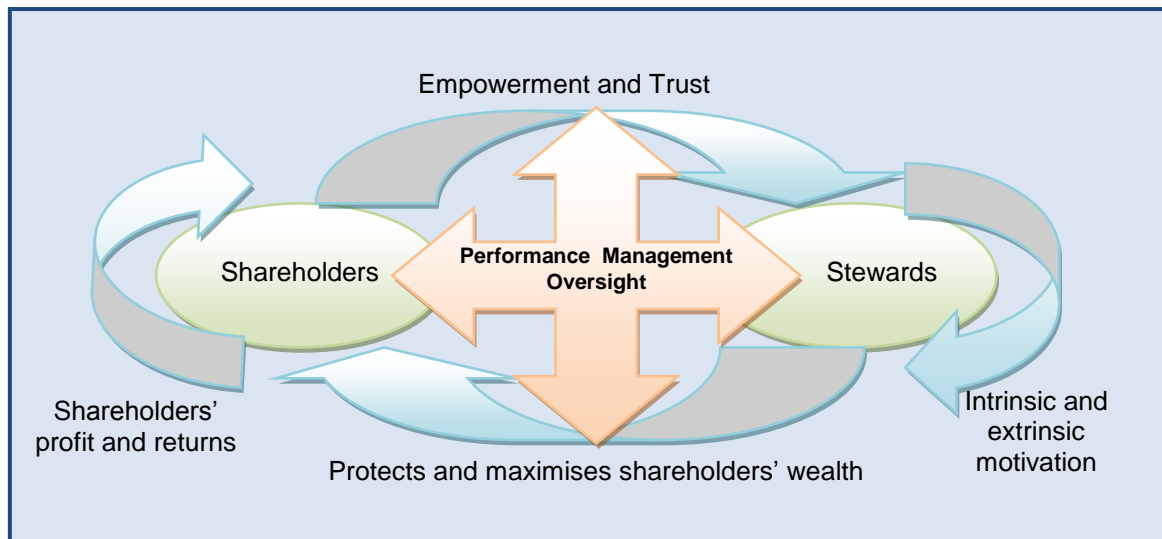 Empowerment and Trust
Shareholders
Performance Management
Oversight
Stewards
Shareholders’
profit and returns
Intrinsic and
extrinsic
motivation
Protects and maximises shareholders’ wealth